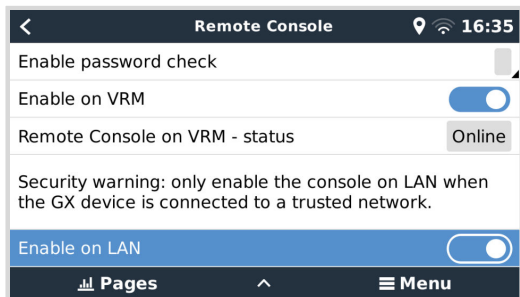 Remote Console
16:35
Enable password check
Enable on VRM
Remote Console on VRM - status
Online
Security warning: only enable the console on LAN when
the GX device is connected to a trusted network.
Enable on LAN
Pages
Menu